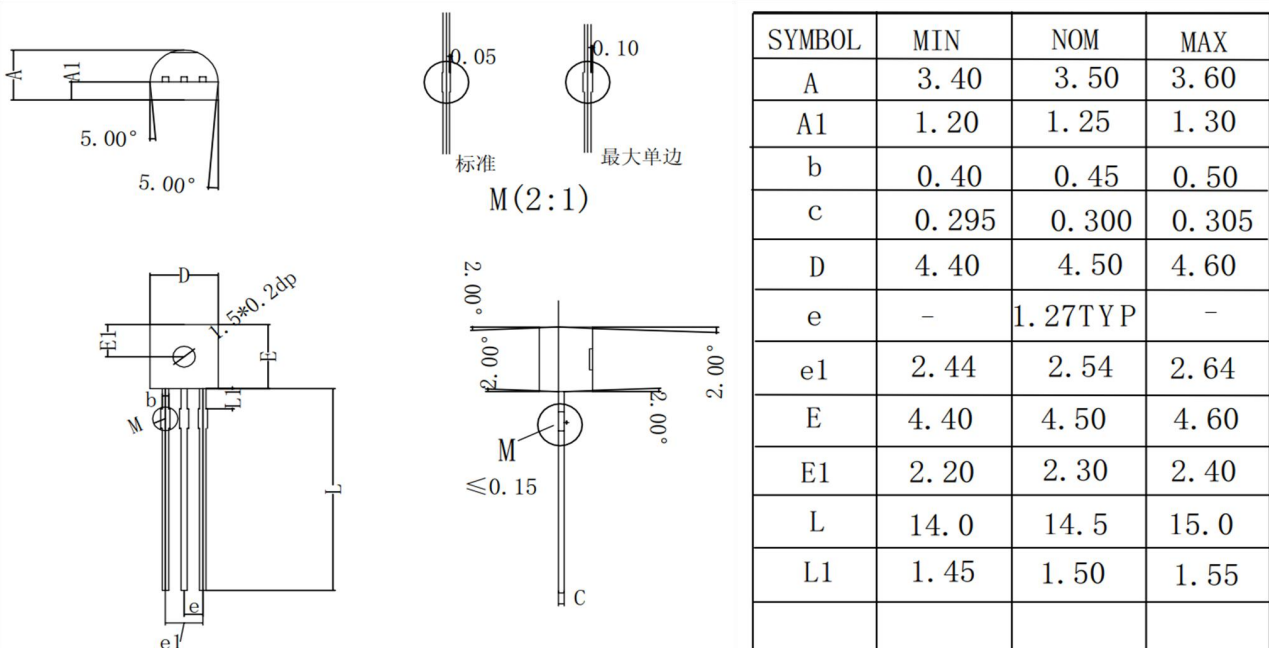 A
A1
5.00°
5.00°
0.05
标准
0.10
最大单边
M(2:1)
D
1.5*0.2dp
E1
E
b
L1
M
L
e
e1
2.00°
2.00°
2.00°
2.00°
M
≤0.15
C
SYMBOL MIN NOM MAX
A 3.40 3.50 3.60
A1 1.20 1.25 1.30
b 0.40 0.45 0.50
c 0.295 0.300 0.305
D 4.40 4.50 4.60
e - 1.27TYP -
e1 2.44 2.54 2.64
E 4.40 4.50 4.60
E1 2.20 2.30 2.40
L 14.0 14.5 15.0
L1 1.45 1.50 1.55